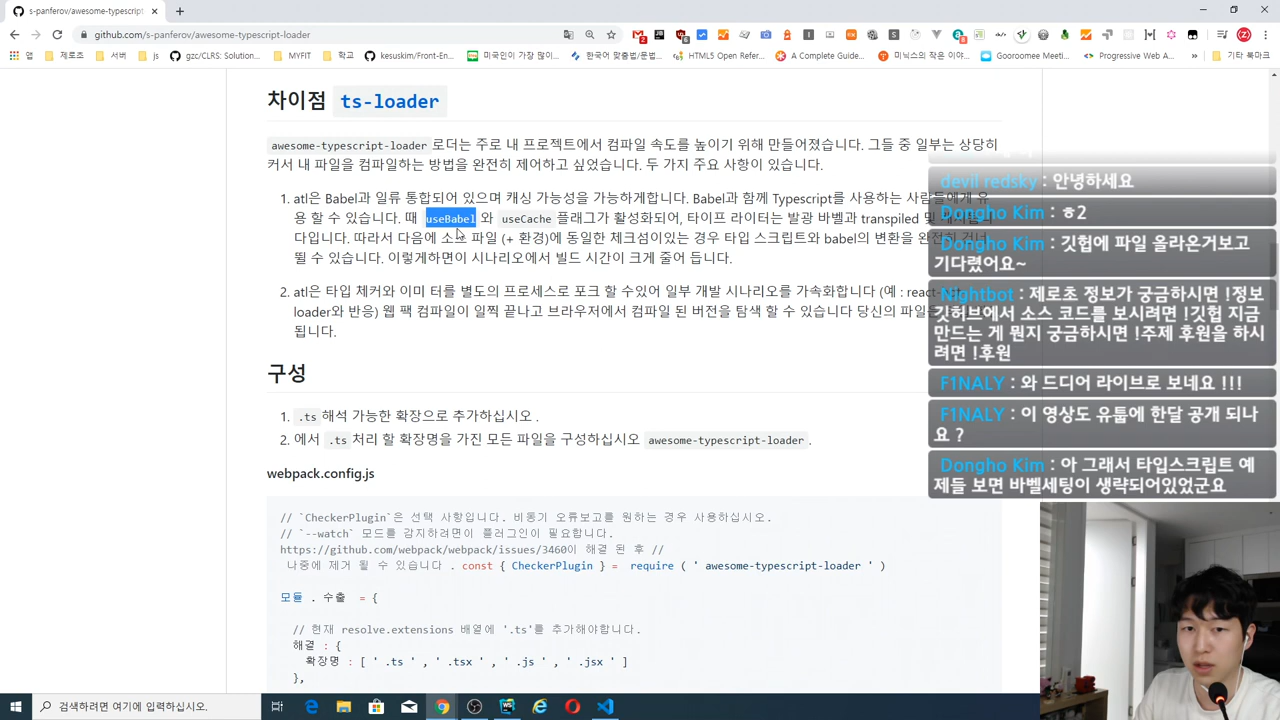 s-panferov/awesome-typescript
github.com/s-panferov/awesome-typescript-loader
앱 제로초 서버 js gzc/CLRS: Solution... MYFIT 학교 kesuskim/Front-En... 미국인이 가장 많이... 한국어 맞춤법/문법... HTML5 Open Refer... A Complete Guide... 미닉스의 작은 이야... Gooroomee Meeti... Progressive Web A... » 기타 북마크
차이점 ts-loader
awesome-typescript-loader 로더는 주로 내 프로젝트에서 컴파일 속도를 높이기 위해 만들어졌습니다. 그들 중 일부는 상당히
커서 내 파일을 컴파일하는 방법을 완전히 제어하고 싶었습니다. 두 가지 주요 사항이 있습니다.
1. atl은 Babel과 일류 통합되어 있으며 캐싱 가능성을 가능하게합니다. Babel과 함께 Typescript를 사용하는 사람들에게 유
용 할 수 있습니다. 때 useBabel 와 useCache 플래그가 활성화되어, 타이프 라이터는 발광 바벨과 transpiled 및
다입니다. 따라서 다음에 소스 파일 (+ 환경)에 동일한 체크섬이있는 경우 타입 스크립트와 babel의 변환을 완전히 건너
뛸 수 있습니다. 이렇게하면이 시나리오에서 빌드 시간이 크게 줄어 듭니다.
2. atl은 타입 체커와 이미 터를 별도의 프로세스로 포크 할 수있어 일부 개발 시나리오를 가속화합니다 (예 : react-
loader와 반응) 웹 팩 컴파일이 일찍 끝나고 브라우저에서 컴파일 된 버전을 탐색 할 수 있습니다 당신의 파일은
됩니다.
구성
1. .ts 해석 가능한 확장으로 추가하십시오 .
2. 에서 .ts 처리 할 확장명을 가진 모든 파일을 구성하십시오 awesome-typescript-loader .
webpack.config.js
// `CheckerPlugin`은 선택 사항입니다. 비동기 오류보고를 원하는 경우 사용하십시오.
// `--watch` 모드를 감지하려면이 플러그인이 필요합니다.
https://github.com/webpack/webpack/issues/3460이 해결 된 후 //
나중에 제거 될 수 있습니다 . const { CheckerPlugin } = require ( ' awesome-typescript-loader ' )
모듈 . 수출 = {
// 현재 resolve.extensions 배열에 '.ts'를 추가해야합니다.
해결 : {
확장명 : [ ' .ts ' , ' .tsx ' , ' .js ' , ' .jsx ' ]
},
devil redsky : 안녕하세요
Dongho Kim : ㅎ2
Dongho Kim : 깃헙에 파일 올라온거보고
기다렸어요~
Nightbot : 제로초 정보가 궁금하시면 !정보
깃허브에서 소스 코드를 보시려면 !깃헙 지금
만드는 게 뭔지 궁금하시면 !주제 후원을 하시
려면 !후원
F1NALY : 와 드디어 라이브로 보네요 !!!
F1NALY : 이 영상도 유튭에 한달 공개 되나
요 ?
Dongho Kim : 아 그래서 타입스크립트 예
제들 보면 바벨세팅이 생략되어있었군요
검색하려면 여기에 입력하십시오.